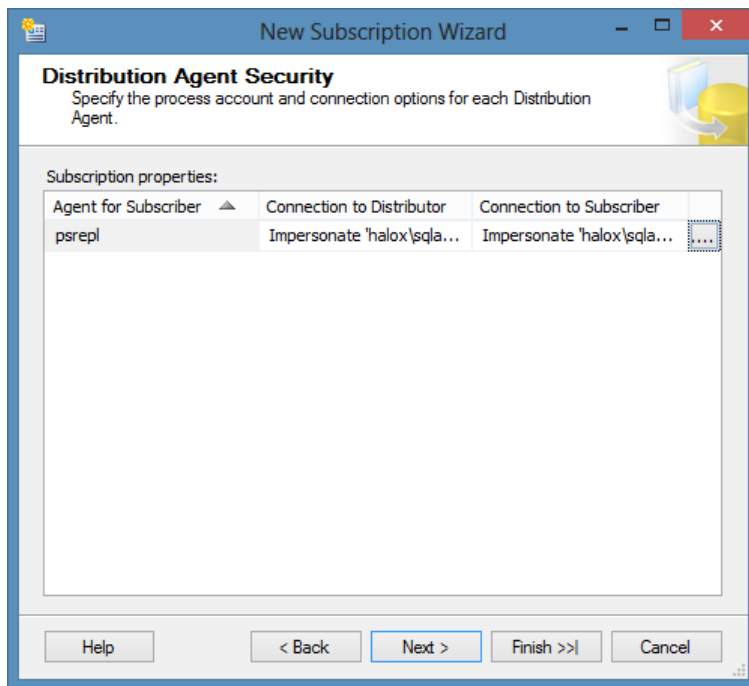 New Subscription Wizard
Distribution Agent Security
Specify the process account and connection options for each Distribution
Agent.
Subscription properties:
Agent for Subscriber Connection to Distributor Connection to Subscriber
psrepl Impersonate 'halox\sqla... Impersonate 'halox\sqla... ....
Help < Back Next > Finish >>| Cancel